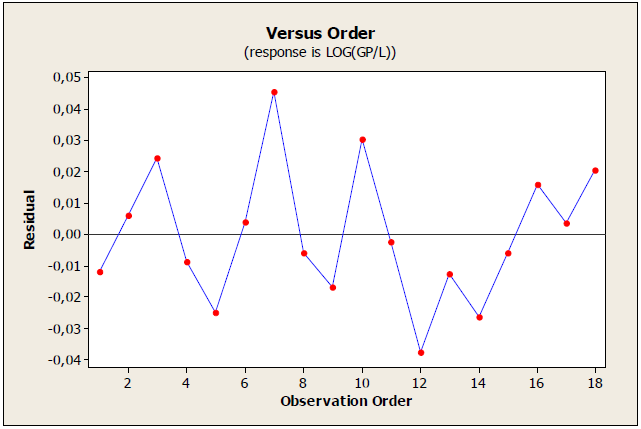 Versus Order
(response is LOG(GP/L))
0,05
0,04
0,03
0,02
0,01
0,00
-0,01
-0,02
-0,03
-0,04
Residual
2 4 6 8 10 12 14 16 18
Observation Order